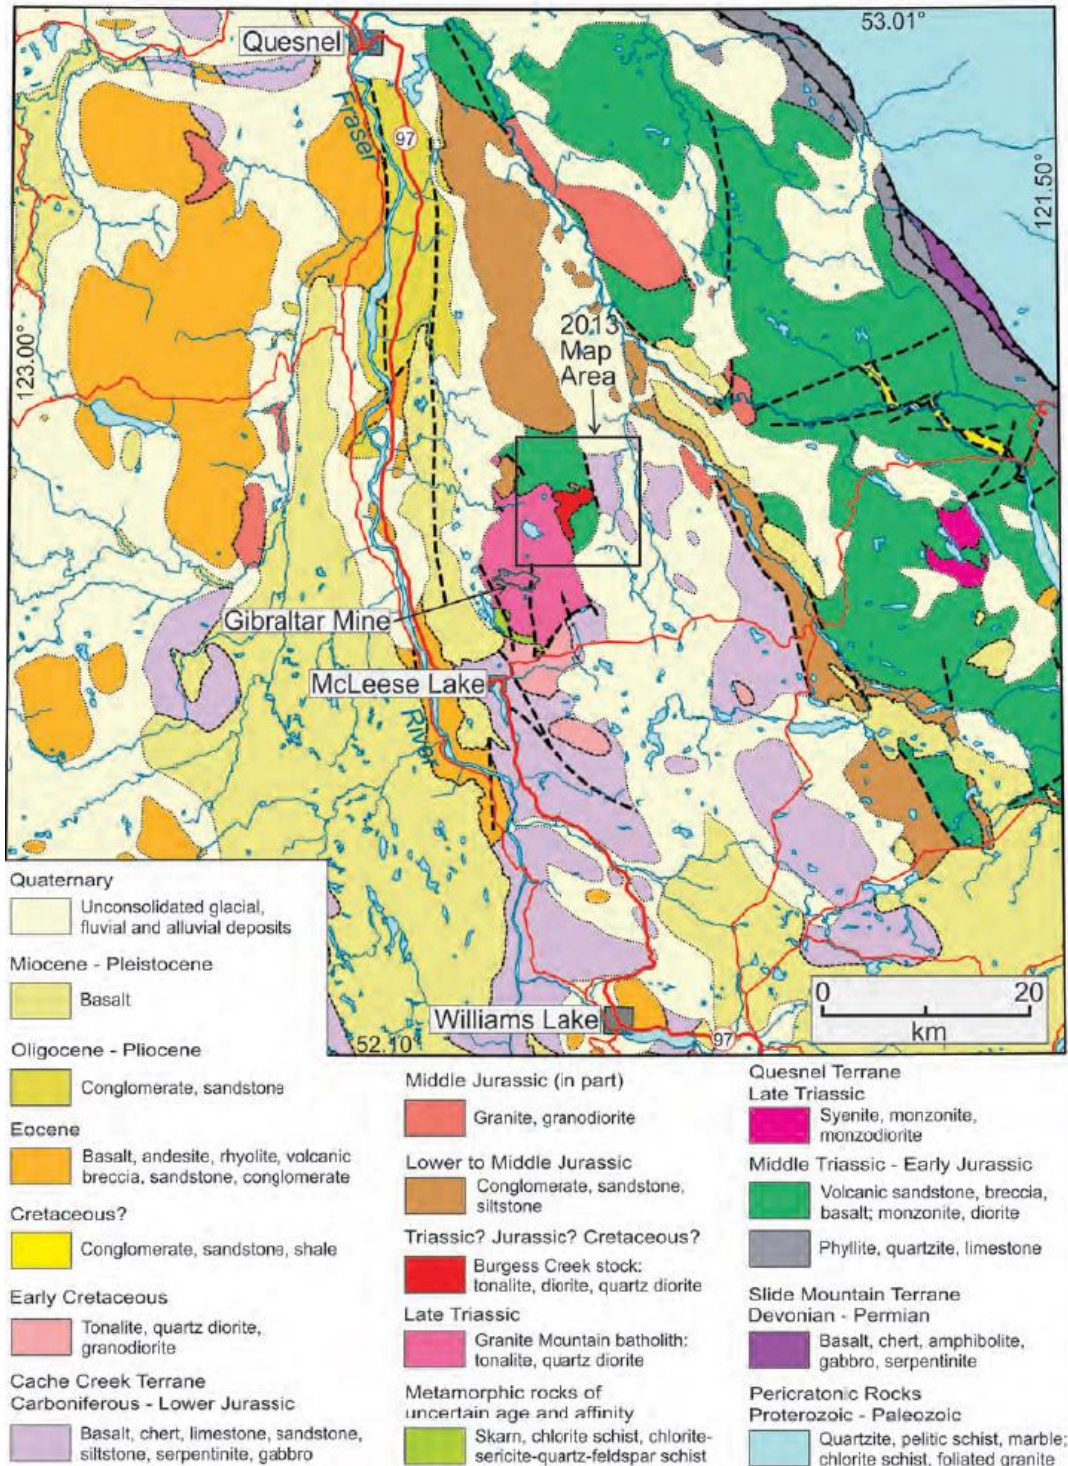 Quesnel
53.01°
Fraser
97
121.50°
2013
Map
Area
123.00°
Gibraltar Mine
McLeese Lake
River
Williams Lake
97
52.10°
0 20
km
Quaternary
Unconsolidated glacial,
fluvial and alluvial deposits
Miocene - Pleistocene
Basalt
Oligocene - Pliocene
Conglomerate, sandstone
Eocene
Basalt, andesite, rhyolite, volcanic
breccia, sandstone, conglomerate
Cretaceous?
Conglomerate, sandstone, shale
Early Cretaceous
Tonalite, quartz diorite,
granodiorite
Cache Creek Terrane
Carboniferous - Lower Jurassic
Basalt, chert, limestone, sandstone,
siltstone, serpentinite, gabbro
Middle Jurassic (in part)
Granite, granodiorite
Lower to Middle Jurassic
Conglomerate, sandstone,
siltstone
Triassic? Jurassic? Cretaceous?
Burgess Creek stock:
tonalite, diorite, quartz diorite
Late Triassic
Granite Mountain batholith:
tonalite, quartz diorite
Metamorphic rocks of
uncertain age and affinity
Skarn, chlorite schist, chlorite-
sericite-quartz-feldspar schist
Quesnel Terrane
Late Triassic
Syenite, monzonite,
monzodiorite
Middle Triassic - Early Jurassic
Volcanic sandstone, breccia,
basalt; monzonite, diorite
Phyllite, quartzite, limestone
Slide Mountain Terrane
Devonian - Permian
Basalt, chert, amphibolite,
gabbro, serpentinite
Pericratonic Rocks
Proterozoic - Paleozoic
Quartzite, pelitic schist, marble;
chlorite schist, foliated granite